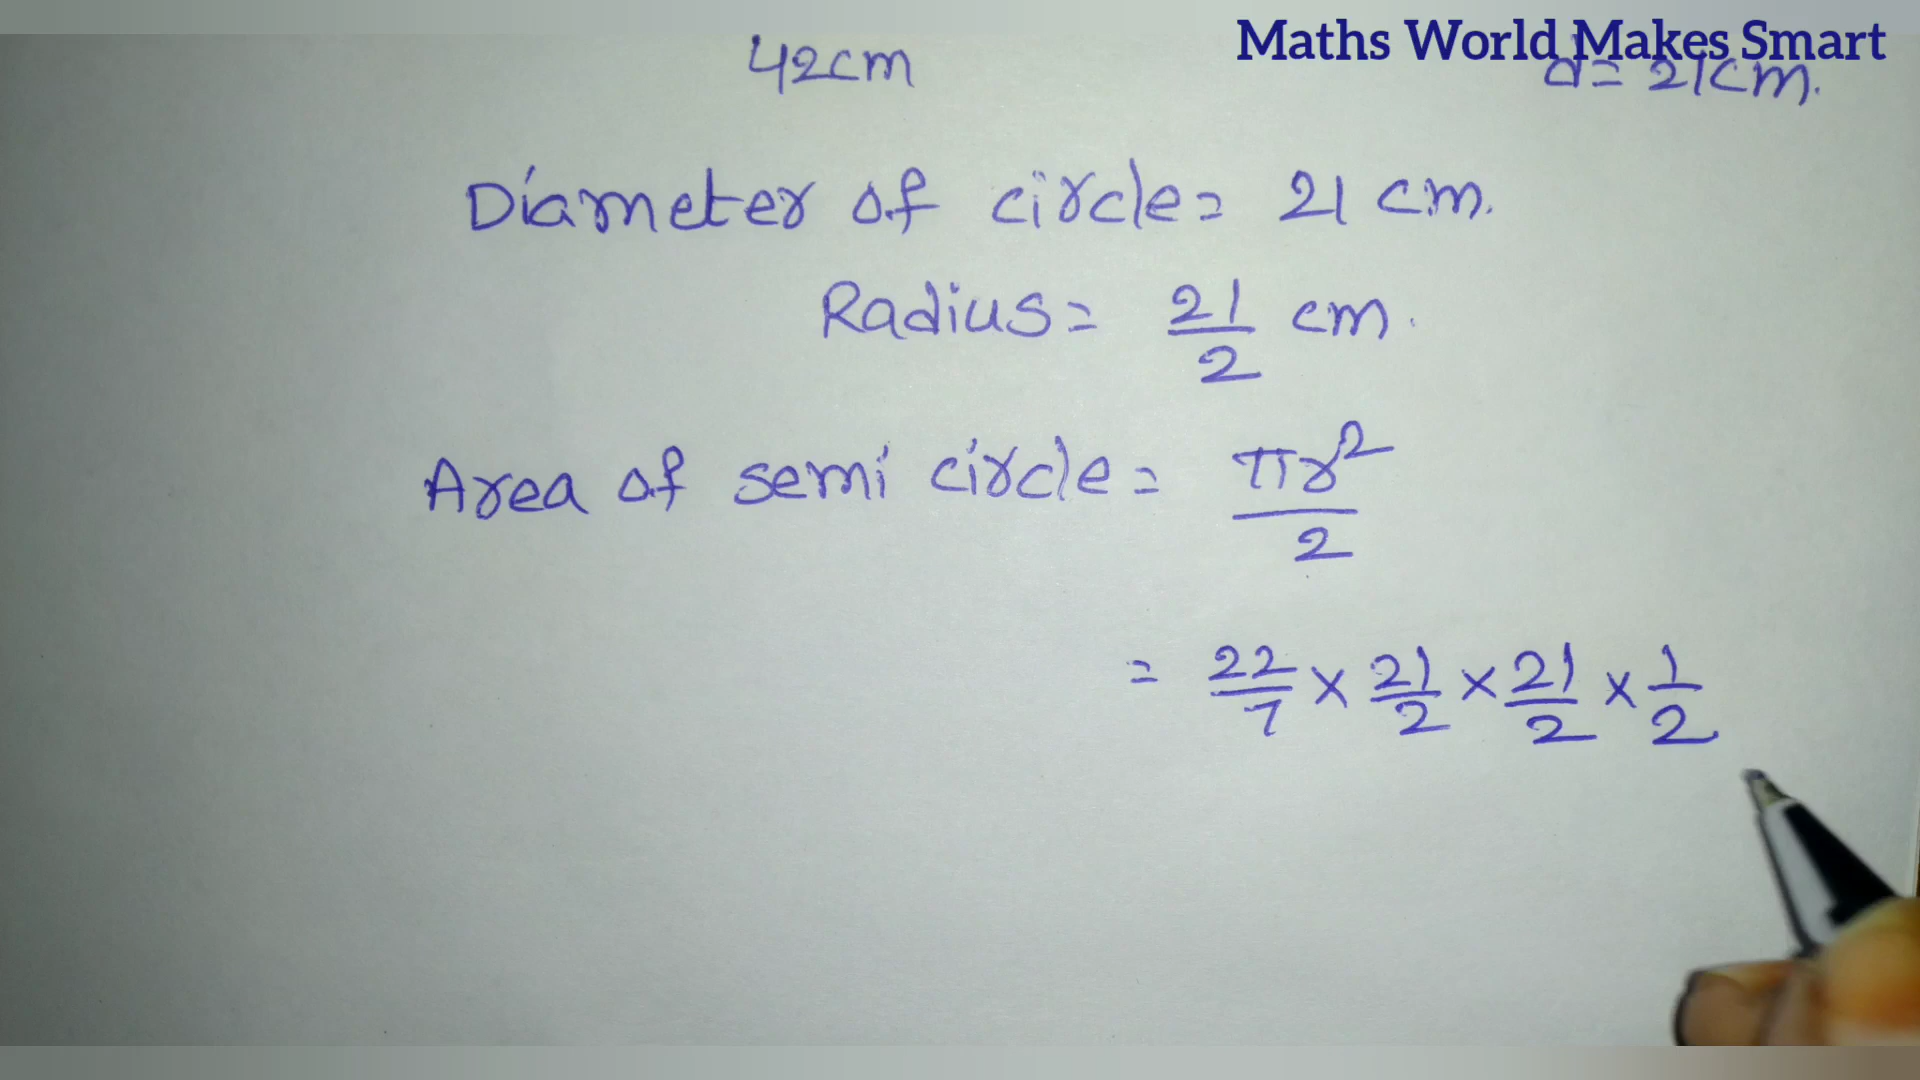 Maths World Makes Smart
42cm
d= 21cm.
Diameter of circle= 21 cm.
Radius= 21/2 cm.
Area of semi circle= πr²/2
= 22/7 × 21/2 × 21/2 × 1/2